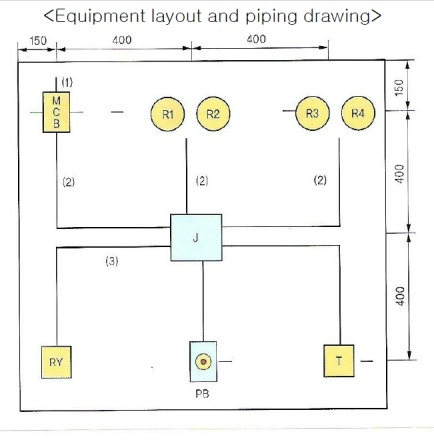 <Equipment layout and piping drawing>
150 400 400
(1)
150
M
C
B
R1 R2 R3 R4
(2) (2) (2)
400
J
(3)
400
RY T
PB